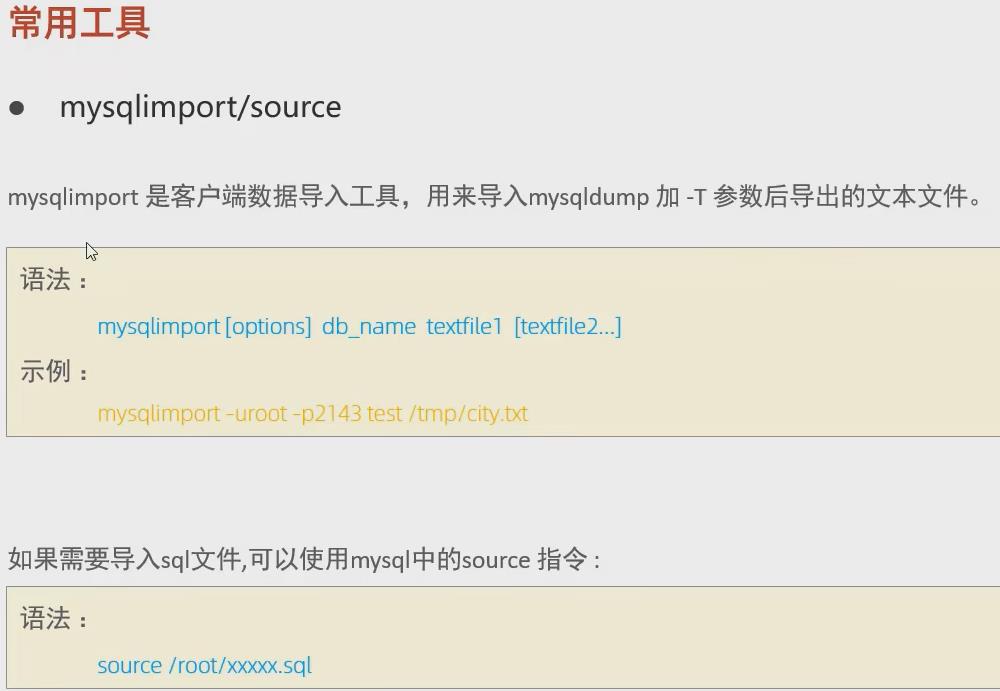 常用工具
● mysqlimport/source
mysqlimport 是客户端数据导入工具，用来导入mysqldump 加 -T 参数后导出的文本文件。
语法：
mysqlimport [options] db_name textfile1 [textfile2...]
示例：
mysqlimport -uroot -p2143 test /tmp/city.txt
如果需要导入sql文件,可以使用mysql中的source 指令 :
语法：
source /root/xxxxx.sql